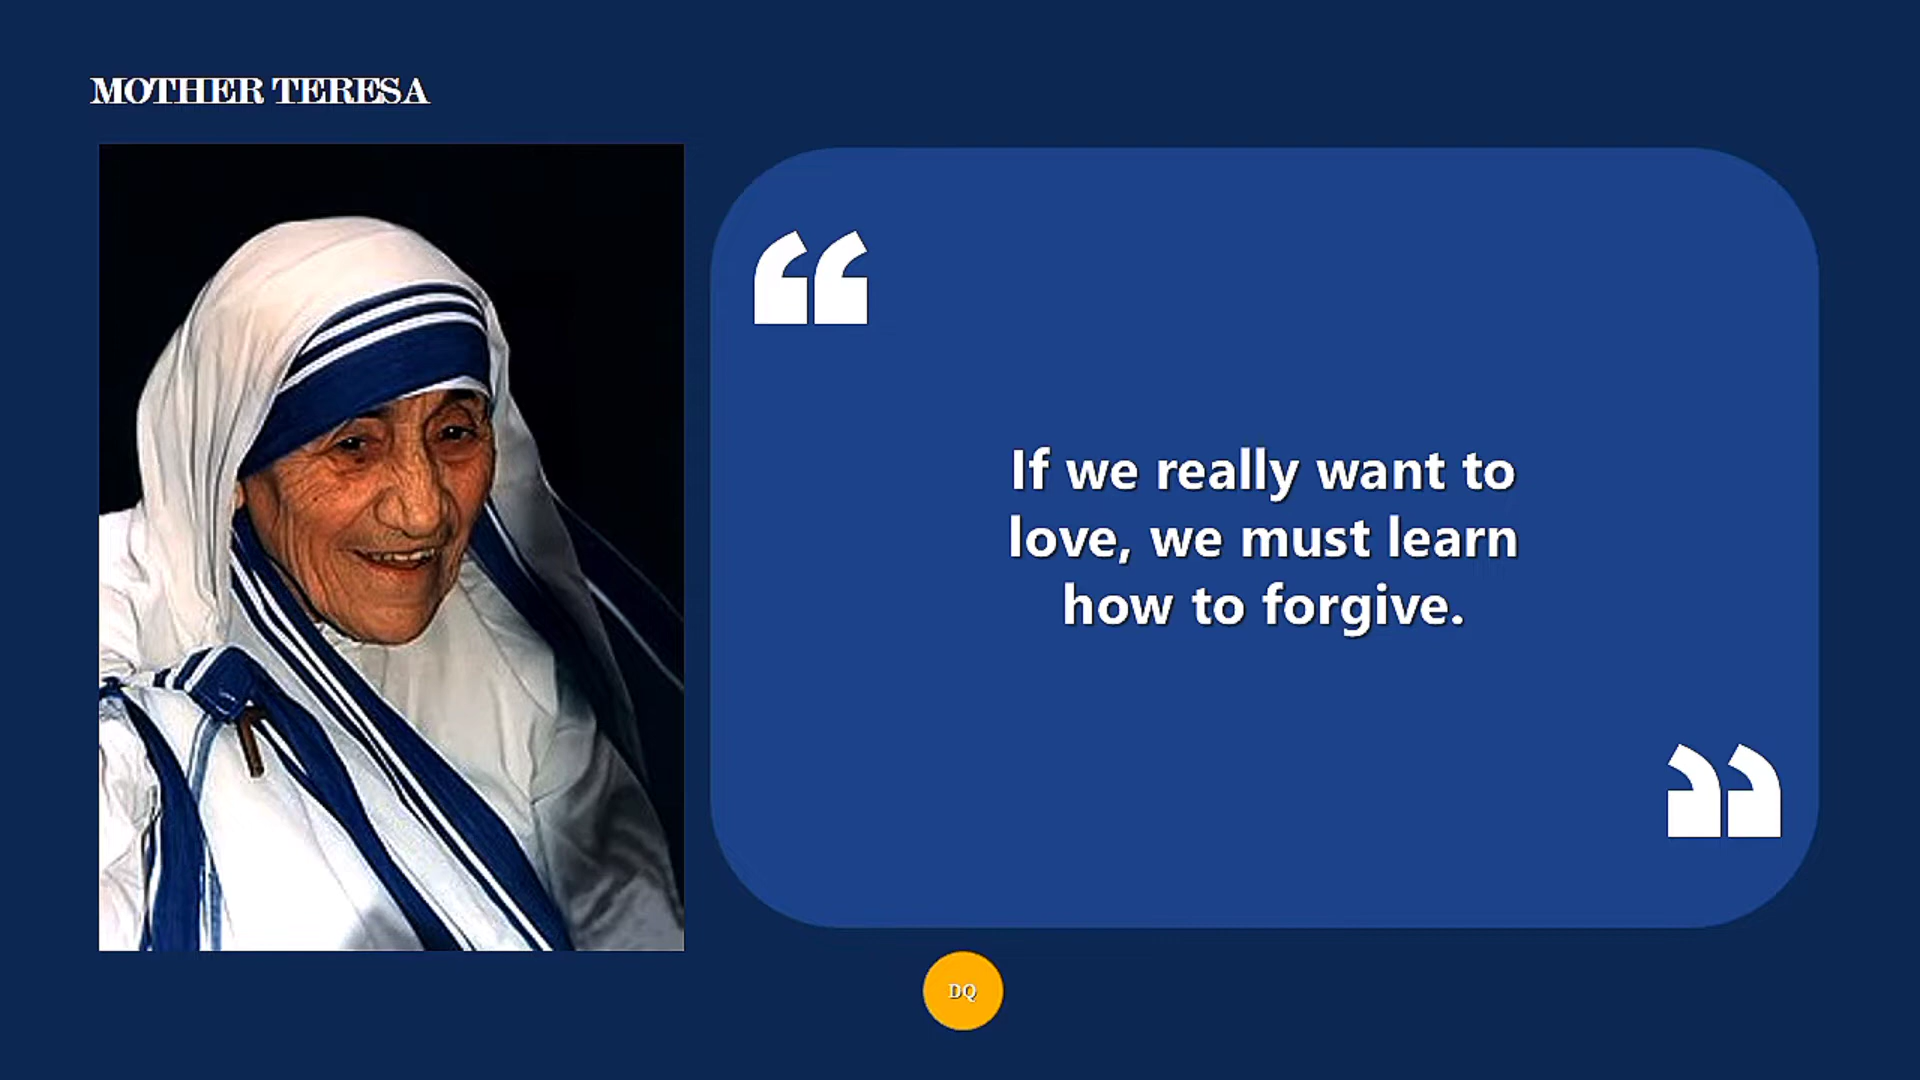 MOTHER TERESA
If we really want to
love, we must learn
how to forgive.
DQ